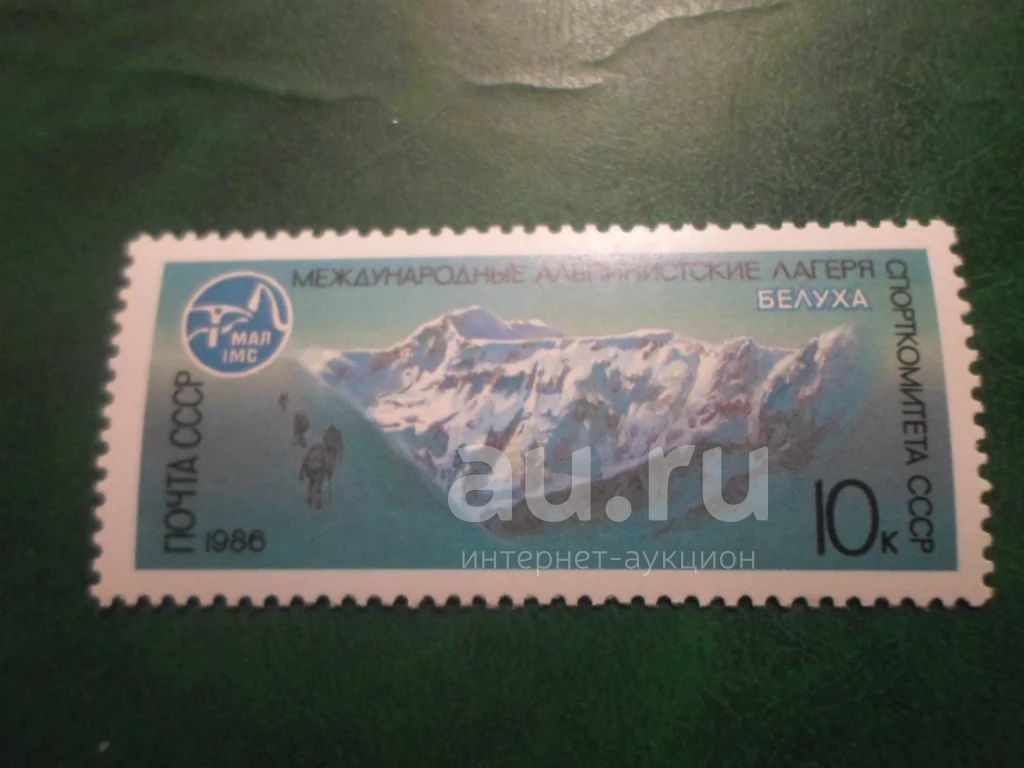 МЕЖДУНАРОДНЫЕ АЛЬПИНИСТСКИЕ ЛАГЕРЯ СПОРТКОМИТЕТА СССР
БЕЛУХА
МАЛ
IMC
ПОЧТА СССР
1986
10к
au.ru
интернет-аукцион